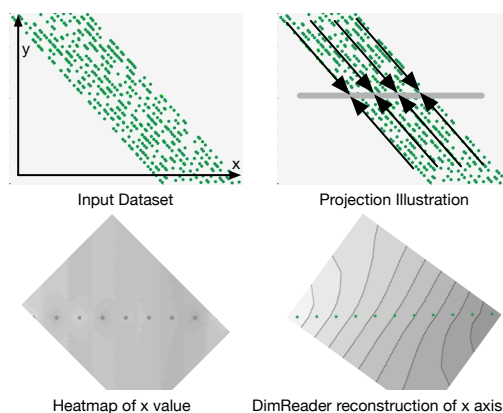 y
x
Input Dataset
Projection Illustration
Heatmap of x value
DimReader reconstruction of x axis